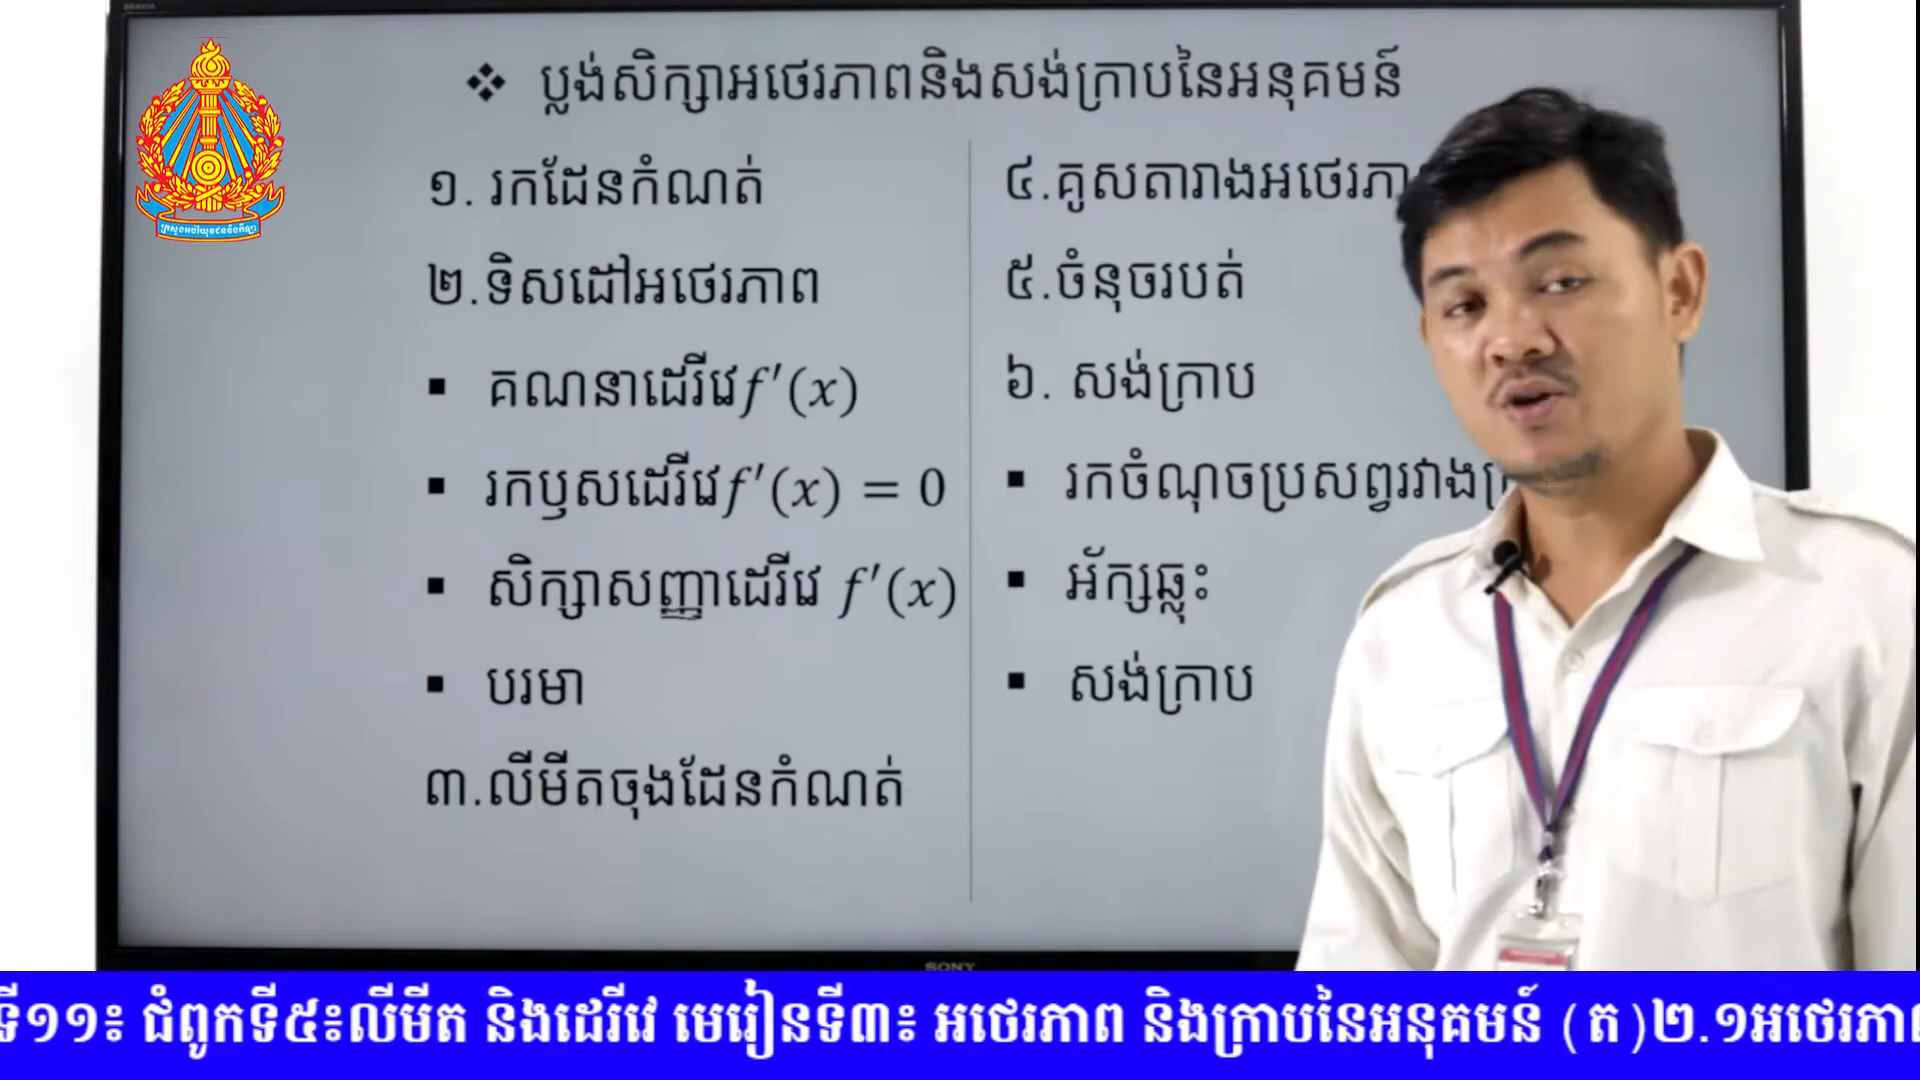 ❖ ប្លង់សិក្សាអថេរភាពនិងសង់ក្រាបនៃអនុគមន៍
១. រកដែនកំណត់
២.ទិសដៅអថេរភាព
▪ គណនាដេរីវេf′(x)
▪ រកឫសដេរីវេf′(x) = 0
▪ សិក្សាសញ្ញាដេរីវេ f′(x)
▪ បរមា
៣.លីមីតចុងដែនកំណត់
៤.គូសតារាងអថេរភា
៥.ចំនុចរបត់
៦. សង់ក្រាប
▪ រកចំណុចប្រសព្វរវាង
▪ អ័ក្សឆ្លុះ
▪ សង់ក្រាប
SONY
ទី១១៖ ជំពូកទី៥៖លីមីត និងដេរីវេ មេរៀនទី៣៖ អថេរភាព និងក្រាបនៃអនុគមន៍ (ត)២.១អថេរភាព